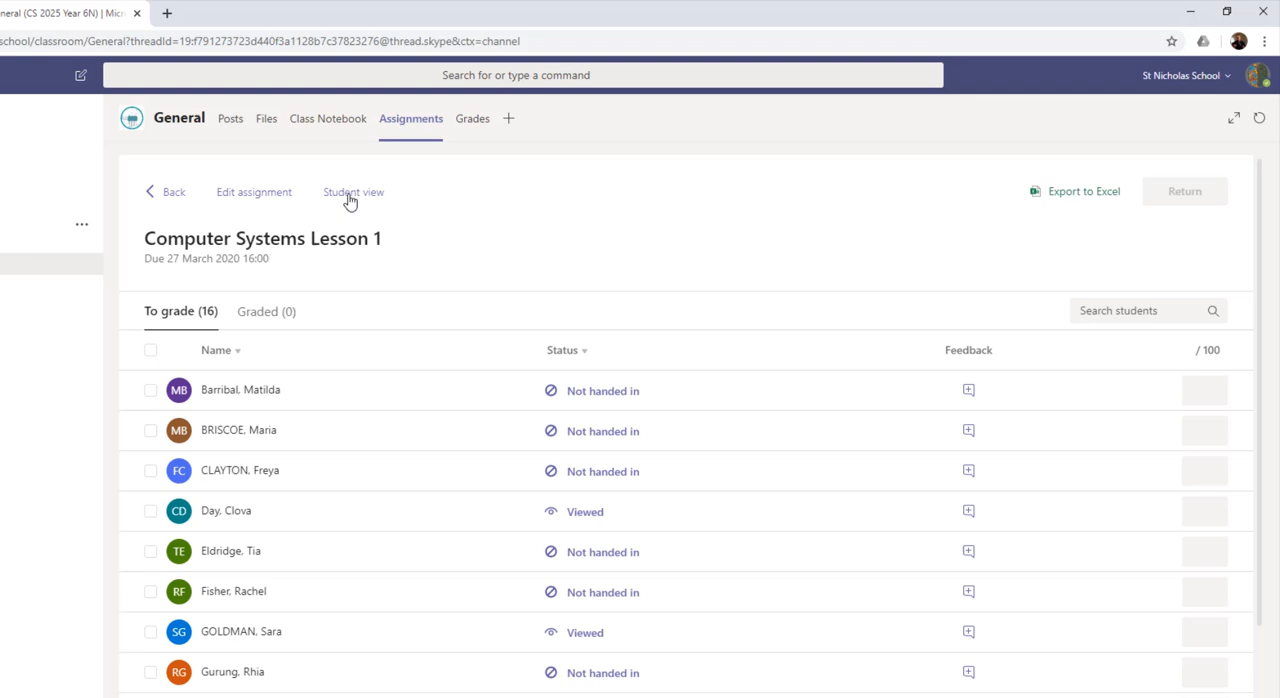 neral (CS 2025 Year 6N) | Micr
school/classroom/General?threadId=19:f791273723d440f3a1128b7c37823276@thread.skype&ctx=channel
Search for or type a command
St Nicholas School
General Posts Files Class Notebook Assignments Grades
Back Edit assignment Student view Export to Excel Return
Computer Systems Lesson 1
Due 27 March 2020 16:00
To grade (16) Graded (0) Search students
Name Status Feedback / 100
MB Barribal, Matilda Not handed in
MB BRISCOE, Maria Not handed in
FC CLAYTON, Freya Not handed in
CD Day, Clova Viewed
TE Eldridge, Tia Not handed in
RF Fisher, Rachel Not handed in
SG GOLDMAN, Sara Viewed
RG Gurung, Rhia Not handed in